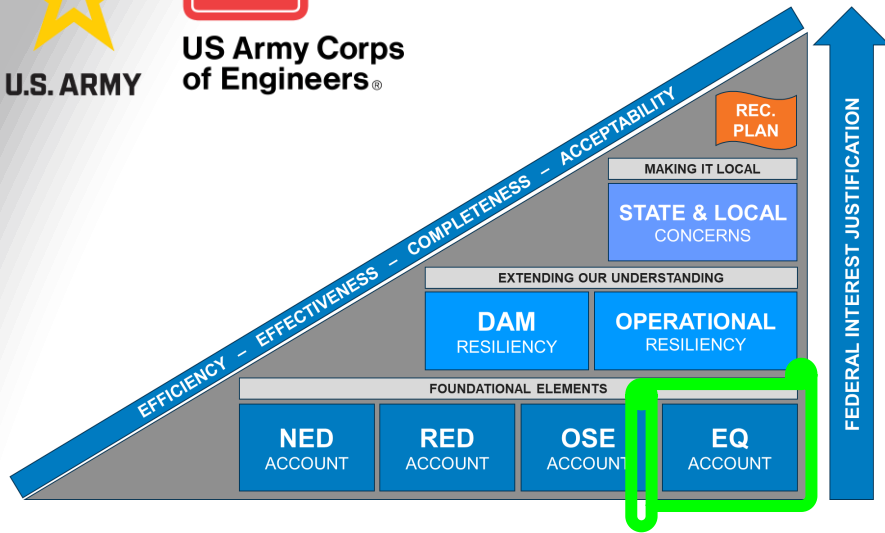 U.S. ARMY
US Army Corps
of Engineers®
EFFICIENCY – EFFECTIVENESS – COMPLETENESS – ACCEPTABILITY
REC.
PLAN
MAKING IT LOCAL
STATE & LOCAL
CONCERNS
EXTENDING OUR UNDERSTANDING
DAM
RESILIENCY
OPERATIONAL
RESILIENCY
FOUNDATIONAL ELEMENTS
NED
ACCOUNT
RED
ACCOUNT
OSE
ACCOUNT
EQ
ACCOUNT
FEDERAL INTEREST JUSTIFICATION